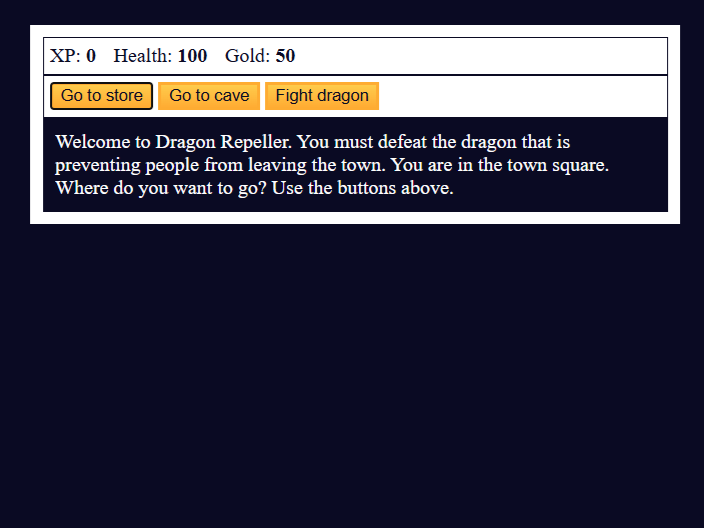 XP: 0 Health: 100 Gold: 50
Go to store Go to cave Fight dragon
Welcome to Dragon Repeller. You must defeat the dragon that is
preventing people from leaving the town. You are in the town square.
Where do you want to go? Use the buttons above.